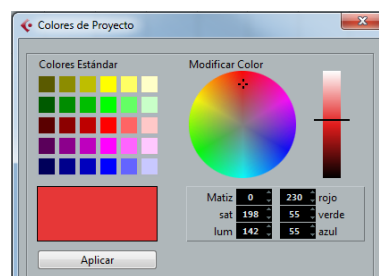 Colores de Proyecto
Colores Estándar
Modificar Color
Matiz 0 230 rojo
sat 198 55 verde
lum 142 55 azul
Aplicar